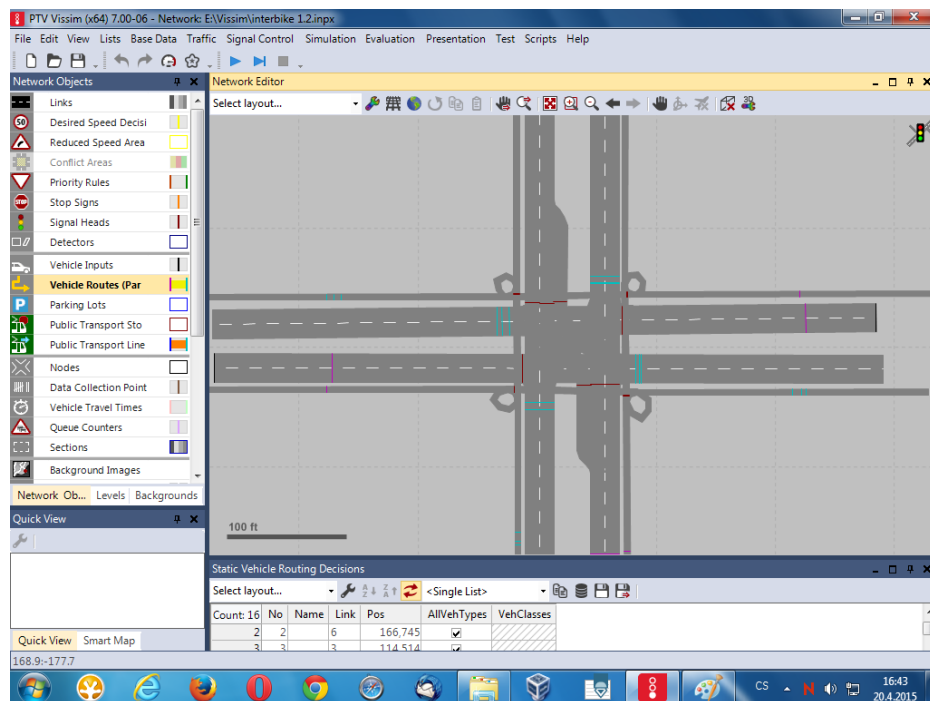 PTV Vissim (x64) 7.00-06 - Network: E:\Vissim\interbike 1.2.inpx
File Edit View Lists Base Data Traffic Signal Control Simulation Evaluation Presentation Test Scripts Help
Network Objects
Links
50 Desired Speed Decisi
Reduced Speed Area
Conflict Areas
Priority Rules
STOP Stop Signs
Signal Heads
Detectors
Vehicle Inputs
Vehicle Routes (Par
P Parking Lots
Public Transport Sto
Public Transport Line
Nodes
Data Collection Point
Vehicle Travel Times
Queue Counters
Sections
Background Images
Network Ob... Levels Backgrounds
Quick View
Quick View Smart Map
Network Editor
Select layout...
3D
100 ft
Static Vehicle Routing Decisions
Select layout... <Single List>
Count: 16 No Name Link Pos AllVehTypes VehClasses
2 2 6 166,745
3 3 3 114,514
168.9:-177.7
CS 16:43
20.4.2015